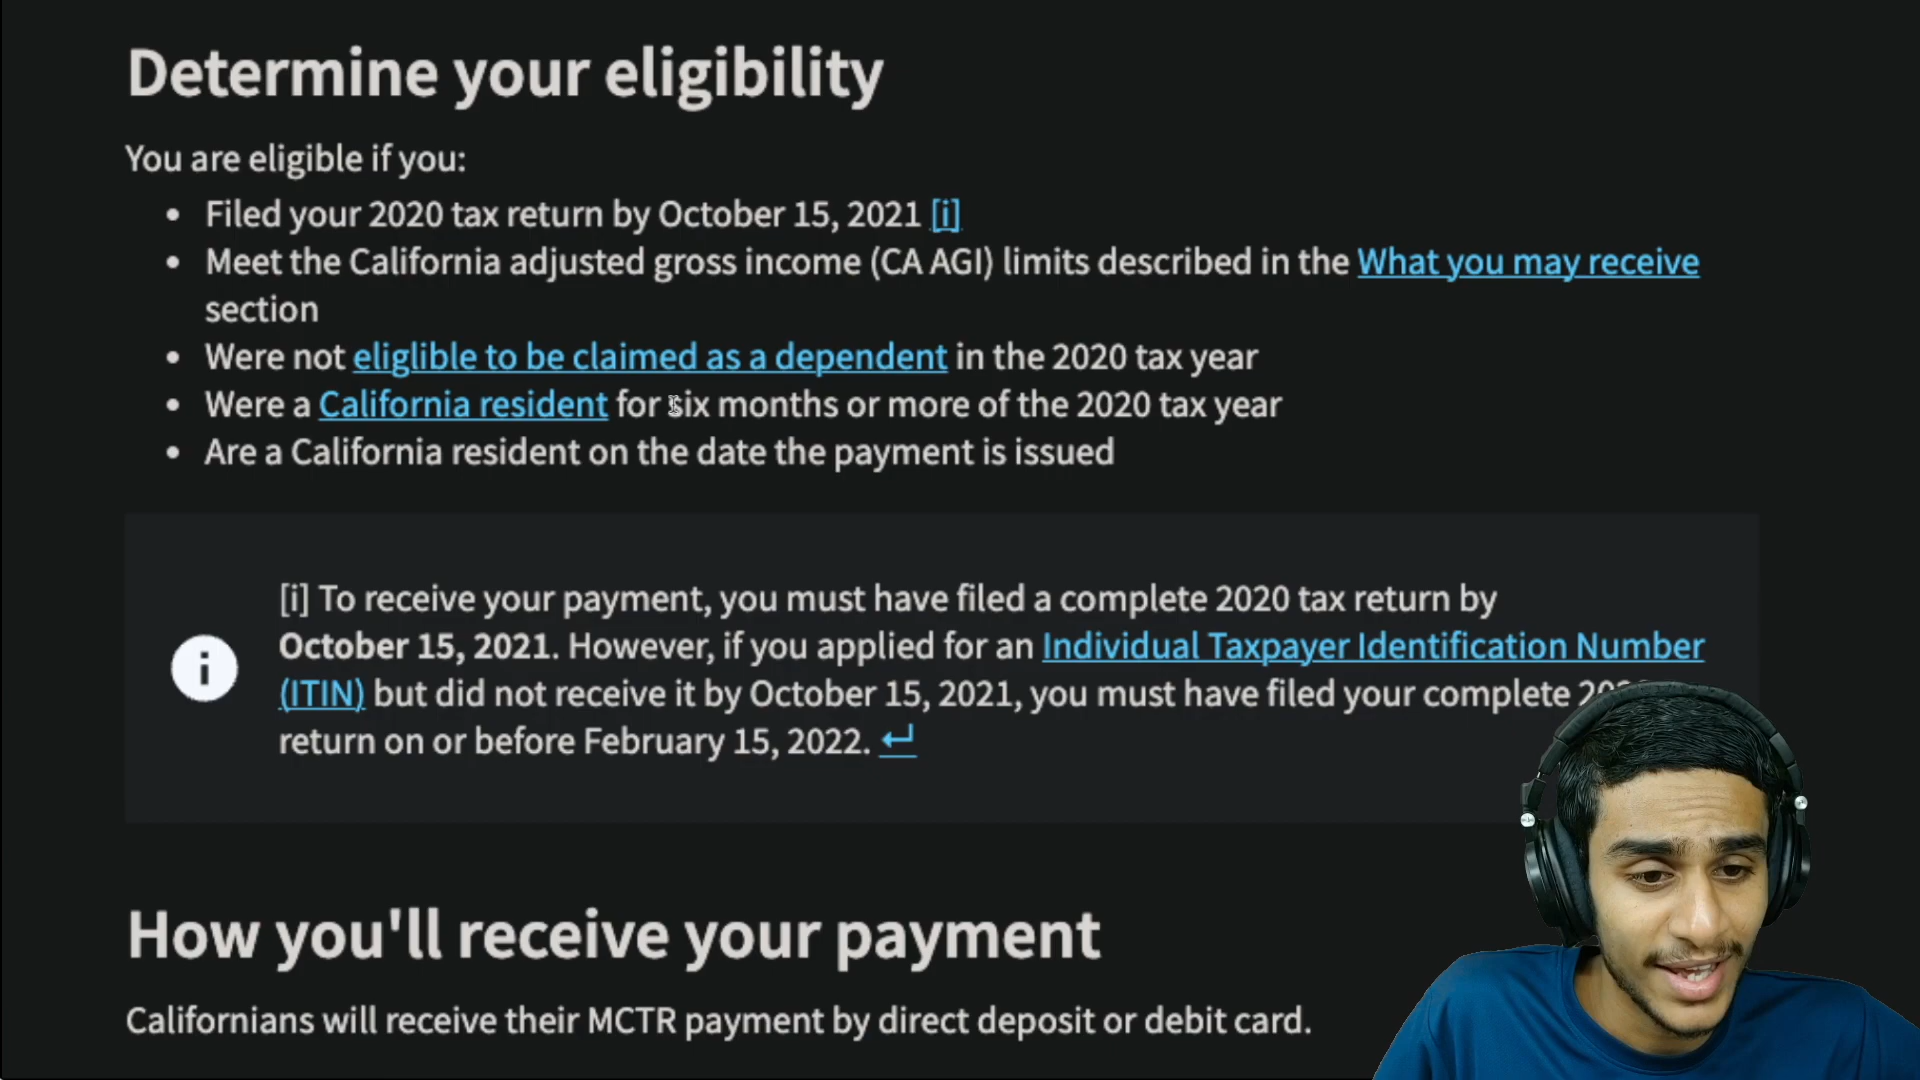 Determine your eligibility
You are eligible if you:
• Filed your 2020 tax return by October 15, 2021 [i]
• Meet the California adjusted gross income (CA AGI) limits described in the What you may receive
section
• Were not eliglible to be claimed as a dependent in the 2020 tax year
• Were a California resident for six months or more of the 2020 tax year
• Are a California resident on the date the payment is issued
[i] To receive your payment, you must have filed a complete 2020 tax return by
October 15, 2021. However, if you applied for an Individual Taxpayer Identification Number
(ITIN) but did not receive it by October 15, 2021, you must have filed your complete
return on or before February 15, 2022. ↵
How you'll receive your payment
Californians will receive their MCTR payment by direct deposit or debit card.